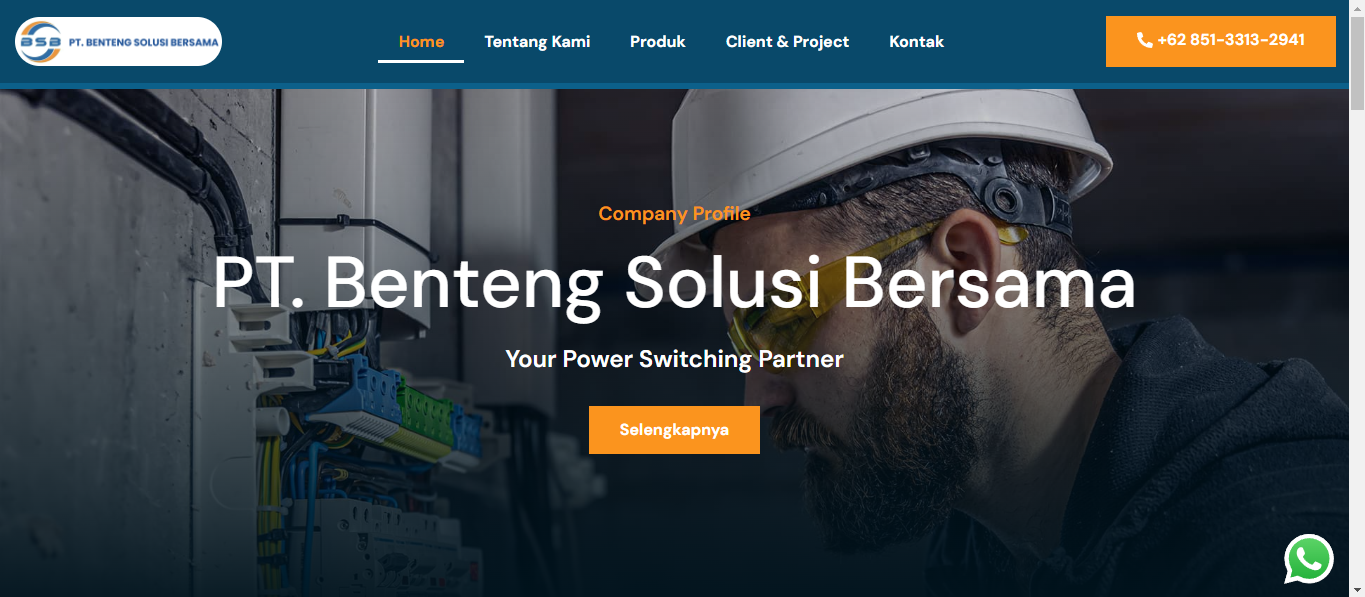 BSB PT. BENTENG SOLUSI BERSAMA
Home Tentang Kami Produk Client & Project Kontak
+62 851-3313-2941
Company Profile
PT. Benteng Solusi Bersama
Your Power Switching Partner
Selengkapnya